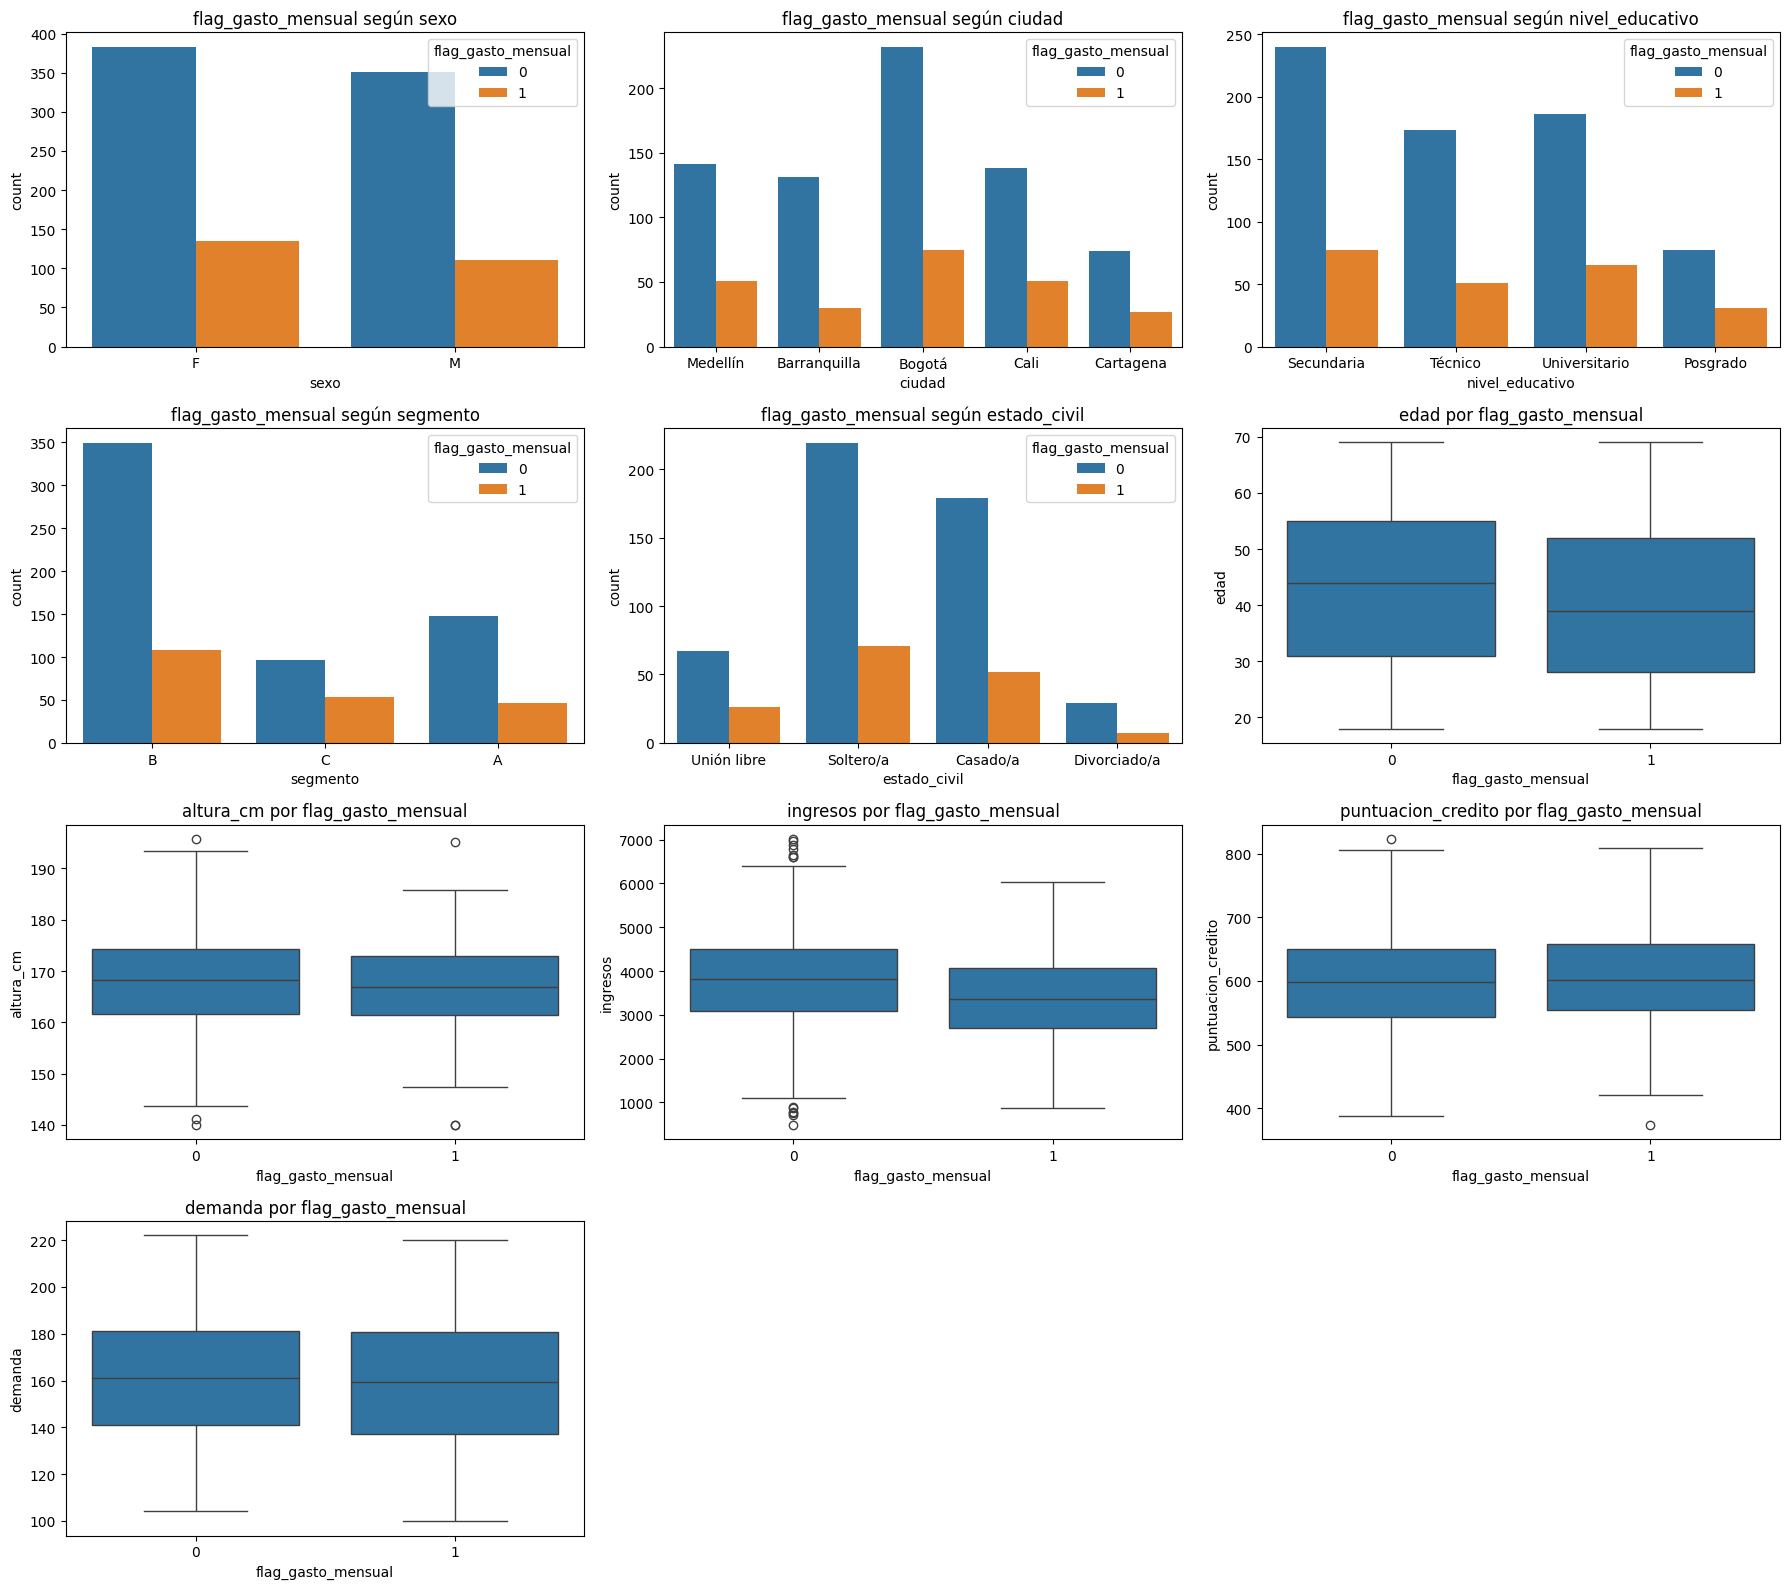 flag_gasto_mensual según sexo
400
350
300
250
200
150
100
50
0
count
flag_gasto_mensual
0
1
F M
sexo
flag_gasto_mensual según ciudad
200
150
100
50
0
count
flag_gasto_mensual
0
1
Medellín Barranquilla Bogotá Cali Cartagena
ciudad
flag_gasto_mensual según nivel_educativo
250
200
150
100
50
0
count
flag_gasto_mensual
0
1
Secundaria Técnico Universitario Posgrado
nivel_educativo
flag_gasto_mensual según segmento
350
300
250
200
150
100
50
0
count
flag_gasto_mensual
0
1
B C A
segmento
flag_gasto_mensual según estado_civil
200
150
100
50
0
count
flag_gasto_mensual
0
1
Unión libre Soltero/a Casado/a Divorciado/a
estado_civil
edad por flag_gasto_mensual
70
60
50
40
30
20
edad
0 1
flag_gasto_mensual
altura_cm por flag_gasto_mensual
190
180
170
160
150
140
altura_cm
0 1
flag_gasto_mensual
ingresos por flag_gasto_mensual
7000
6000
5000
4000
3000
2000
1000
ingresos
0 1
flag_gasto_mensual
puntuacion_credito por flag_gasto_mensual
800
700
600
500
400
puntuacion_credito
0 1
flag_gasto_mensual
demanda por flag_gasto_mensual
220
200
180
160
140
120
100
demanda
0 1
flag_gasto_mensual